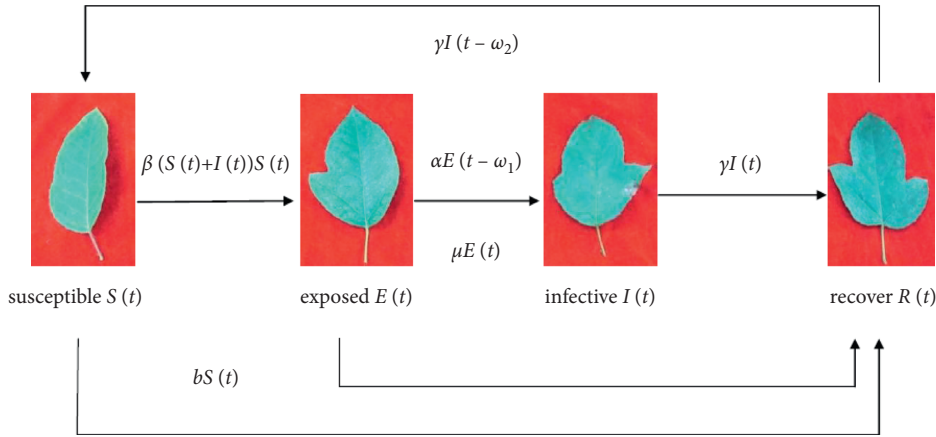 γI (t – ω₂)
β (S (t)+I (t))S (t)
αE (t – ω₁)
γI (t)
μE (t)
susceptible S (t)
exposed E (t)
infective I (t)
recover R (t)
bS (t)